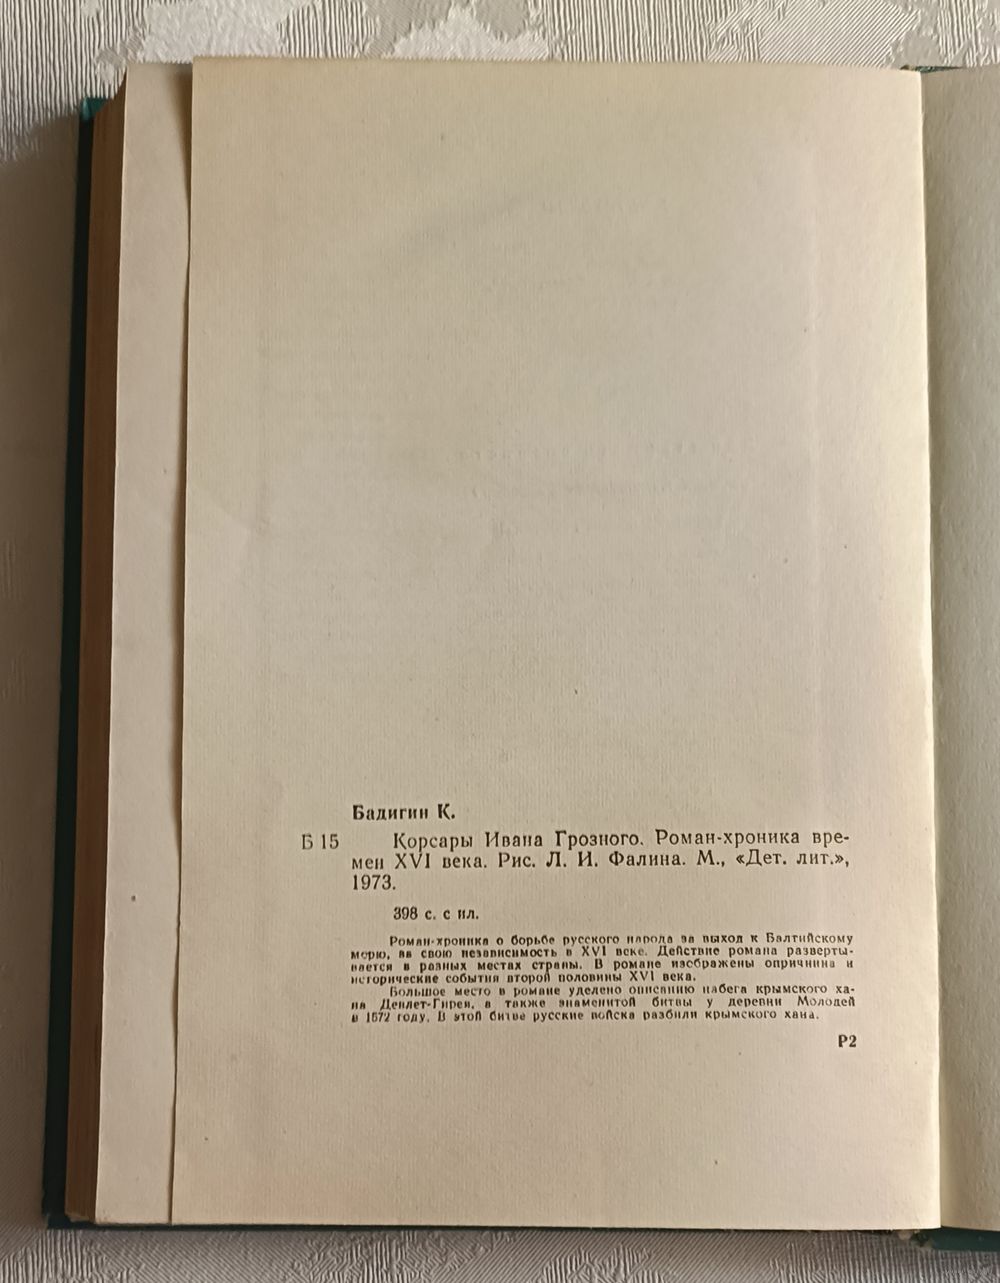 Бадигин К.
Б 15 Корсары Ивана Грозного. Роман-хроника вре-
мен XVI века. Рис. Л. И. Фалина. М., «Дет. лит.»,
1973.
398 с. с ил.
Роман-хроника о борьбе русского народа за выход к Балтийскому
морю, за свою независимость в XVI веке. Действие романа разверты-
вается в разных местах страны. В романе изображены опричнина и
исторические события второй половины XVI века.
Большое место в романе уделено описанию набега крымского ха-
на Девлет-Гирея, а также знаменитой битвы у деревни Молодей
в 1572 году. В этой битве русские войска разбили крымского хана.
Р2